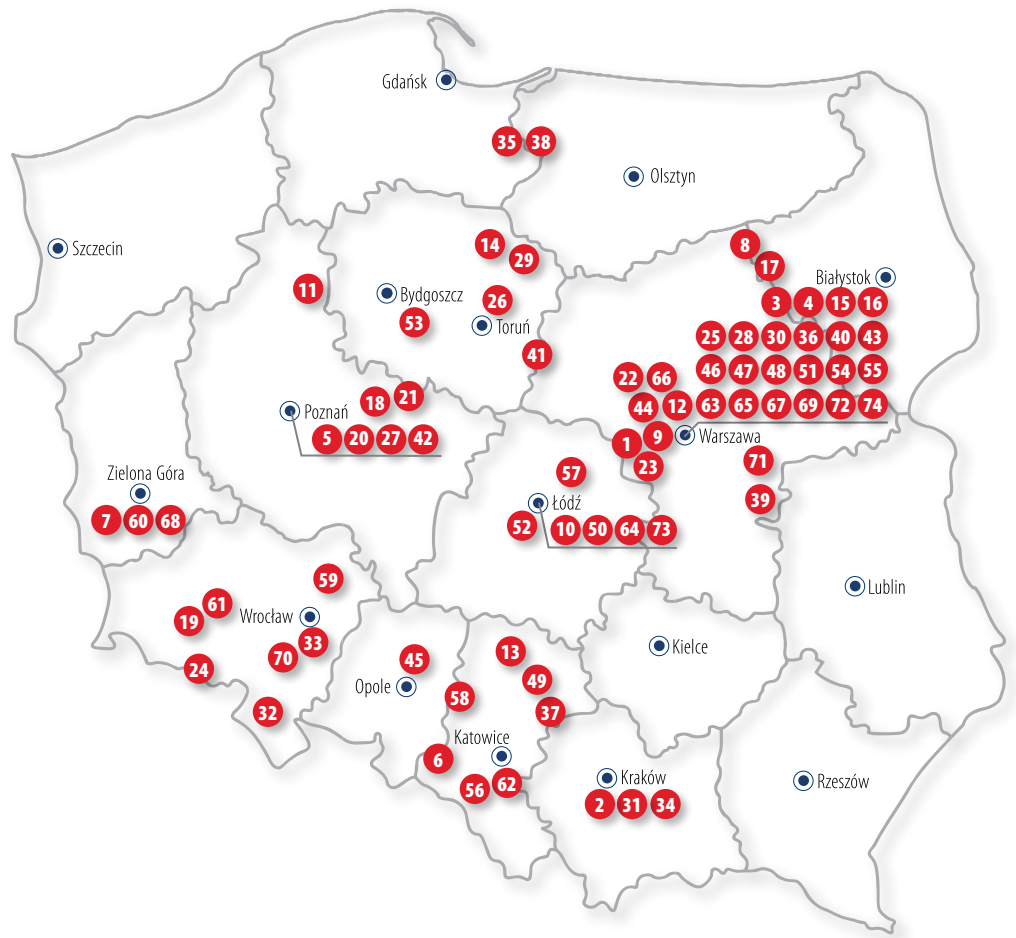 Gdańsk
35 38
Olsztyn
Szczecin
14
8
29
17
Białystok
11
Bydgoszcz
26
3 4 15 16
53
Toruń
25 28 30 36 40 43
41
46 47 48 51 54 55
22 66
18 21
44 12
63 65 67 69 72 74
Poznań
5 20 27 42
1 9
Warszawa
23
71
Zielona Góra
57
39
Łódź
7 60 68
52
10 50 64 73
59
Lublin
61
19
Wrocław
33
70
24
Kielce
13
45
49
Opole
58
32
37
Katowice
6
56 62
Kraków
2 31 34
Rzeszów